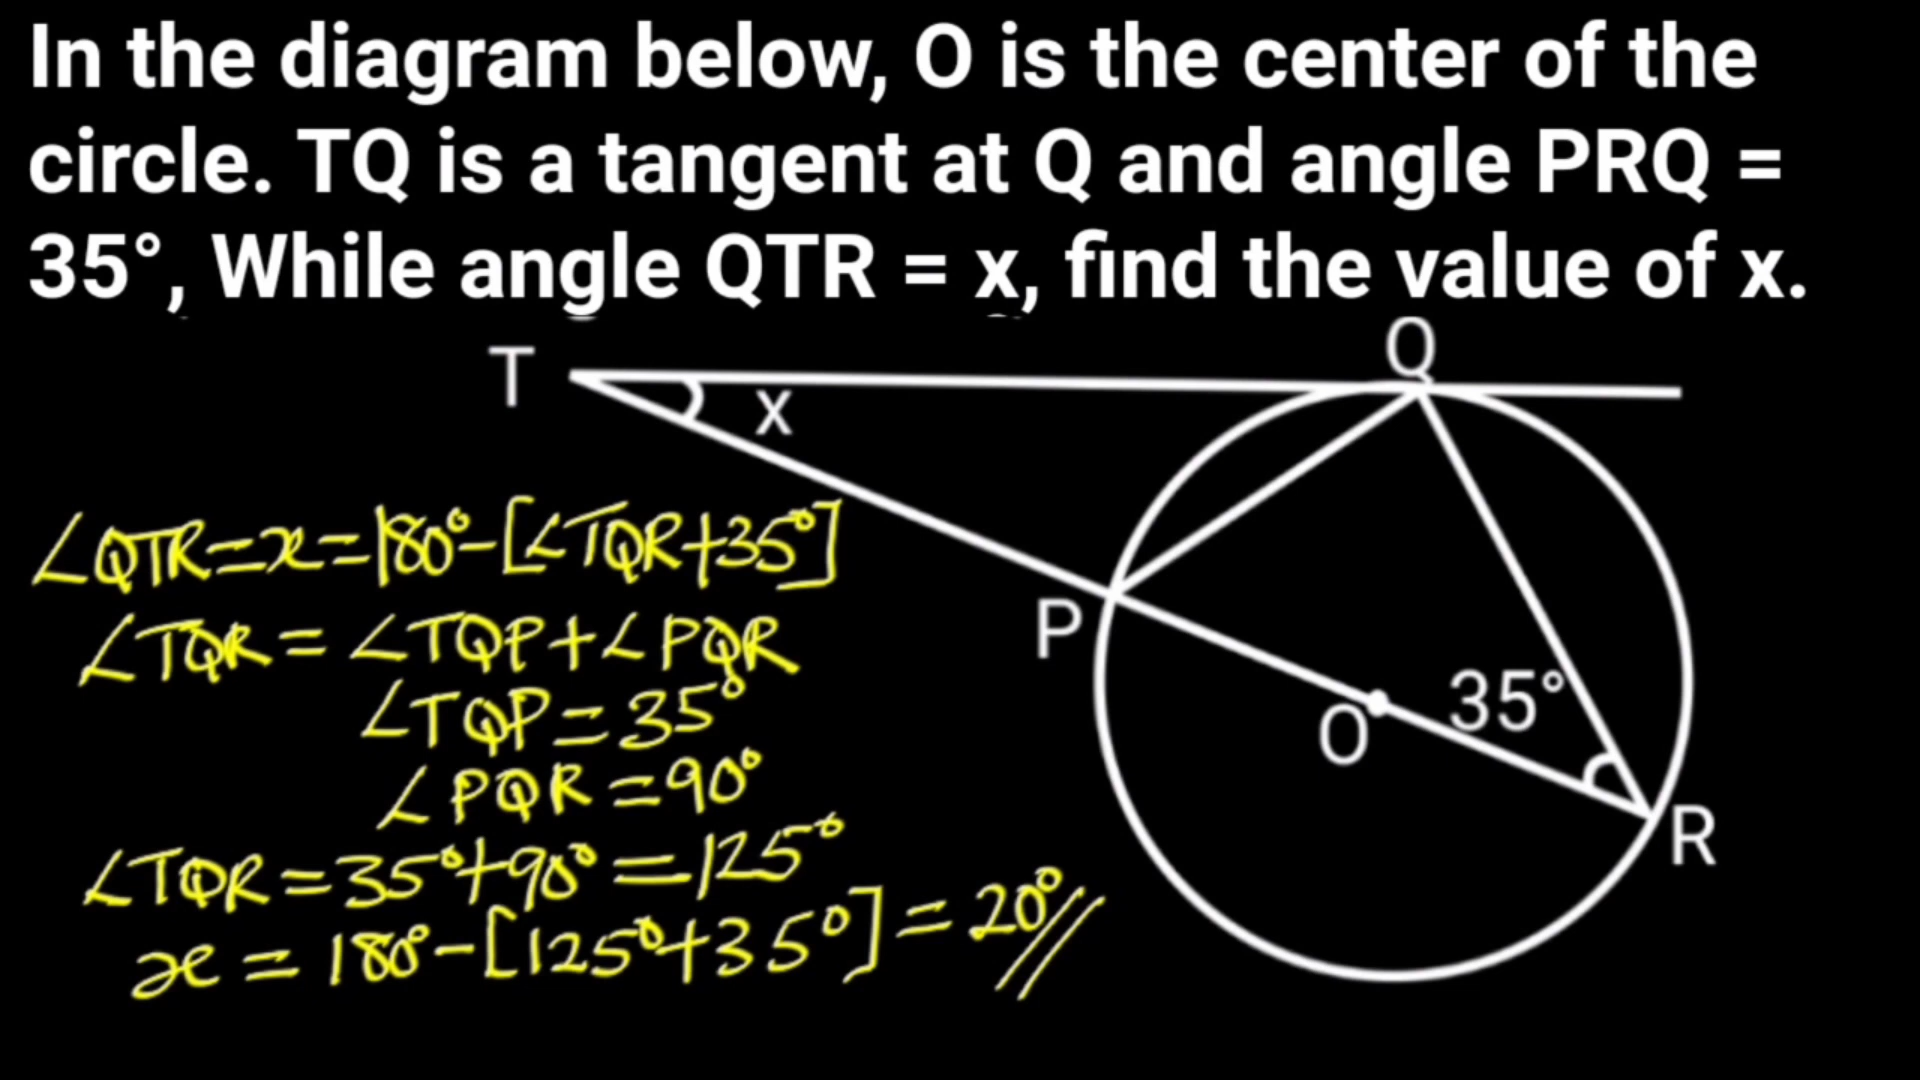 In the diagram below, O is the center of the
circle. TQ is a tangent at Q and angle PRQ =
35°, While angle QTR = x, find the value of x.
T
Q
x
∠QTR=x=180°-[∠TQR+35°]
∠TQR = ∠TQP+∠PQR
P
∠TQP=35°
35°
O
∠PQR=90°
R
∠TQR=35°+90°=125°
x=180°-[125°+35°]=20°//